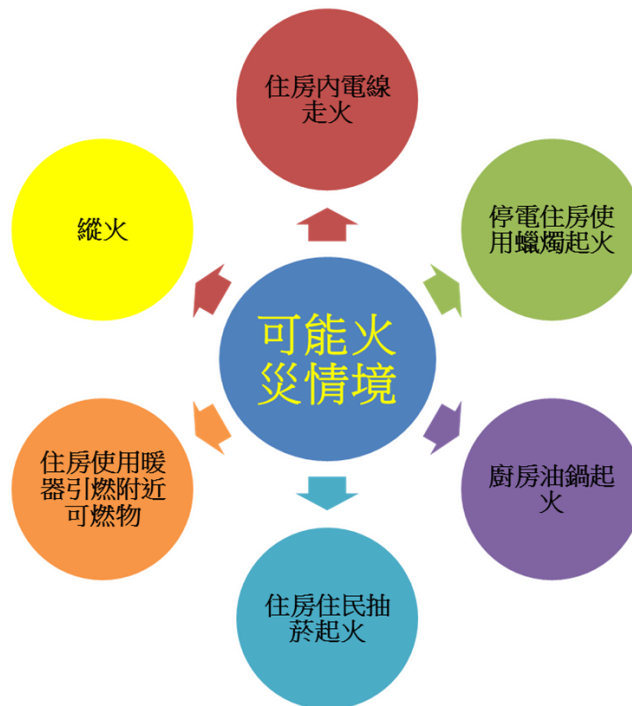 住房內電線
走火
停電住房使
用蠟燭起火
縱火
可能火
災情境
住房使用暖
器引燃附近
可燃物
廚房油鍋起
火
住房住民抽
菸起火